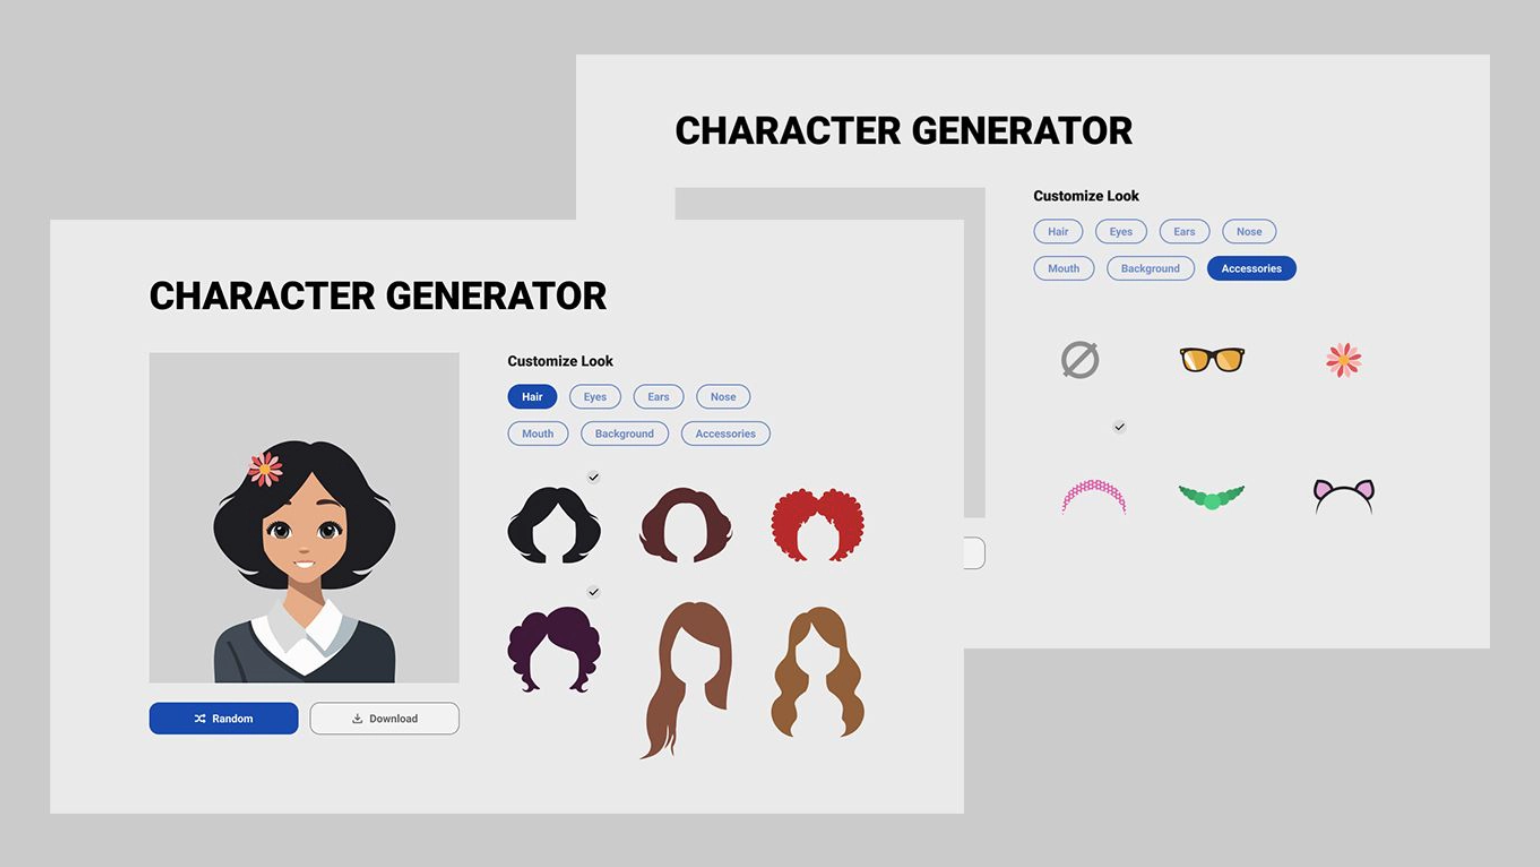 CHARACTER GENERATOR
Customize Look
Hair Eyes Ears Nose
Mouth Background Accessories
CHARACTER GENERATOR
Customize Look
Hair Eyes Ears Nose
Mouth Background Accessories
Random Download